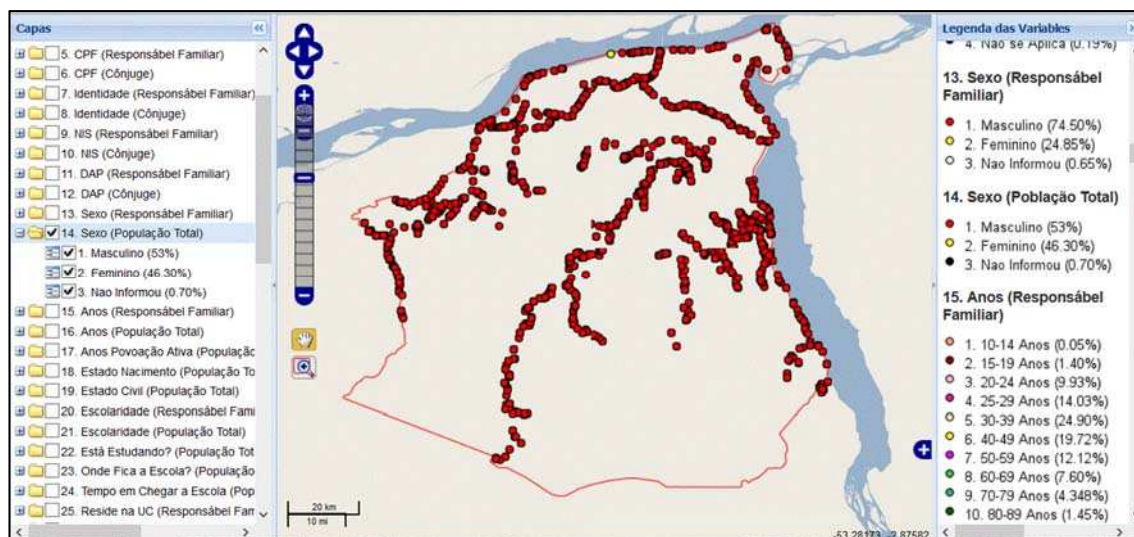 Capas
5. CPF (Responsábel Familiar)
6. CPF (Cônjuge)
7. Identidade (Responsábel Familiar)
8. Identidade (Cônjuge)
9. NIS (Responsábel Familiar)
10. NIS (Cônjuge)
11. DAP (Responsábel Familiar)
12. DAP (Cônjuge)
13. Sexo (Responsábel Familiar)
14. Sexo (População Total)
1. Masculino (53%)
2. Feminino (46.30%)
3. Nao Informou (0.70%)
15. Anos (Responsábel Familiar)
16. Anos (População Total)
17. Anos Povoação Ativa (População
18. Estado Nacimento (População To
19. Estado Civil (População Total)
20. Escolaridade (Responsábel Fami
21. Escolaridade (População Total)
22. Está Estudando? (População Tot
23. Onde Fica a Escola? (População
24. Tempo em Chegar a Escola (Pop
25. Reside na UC (Responsábel Fam
20 km
10 mi
Legenda das Variables
4. Nao se Aplica (0.19%)
13. Sexo (Responsábel
Familiar)
1. Masculino (74.50%)
2. Feminino (24.85%)
3. Nao Informou (0.65%)
14. Sexo (Poblação Total)
1. Masculino (53%)
2. Feminino (46.30%)
3. Nao Informou (0.70%)
15. Anos (Responsábel
Familiar)
1. 10-14 Anos (0.05%)
2. 15-19 Anos (1.40%)
3. 20-24 Anos (9.93%)
4. 25-29 Anos (14.03%)
5. 30-39 Anos (24.90%)
6. 40-49 Anos (19.72%)
7. 50-59 Anos (12.12%)
8. 60-69 Anos (7.60%)
9. 70-79 Anos (4.348%)
10. 80-89 Anos (1.45%)